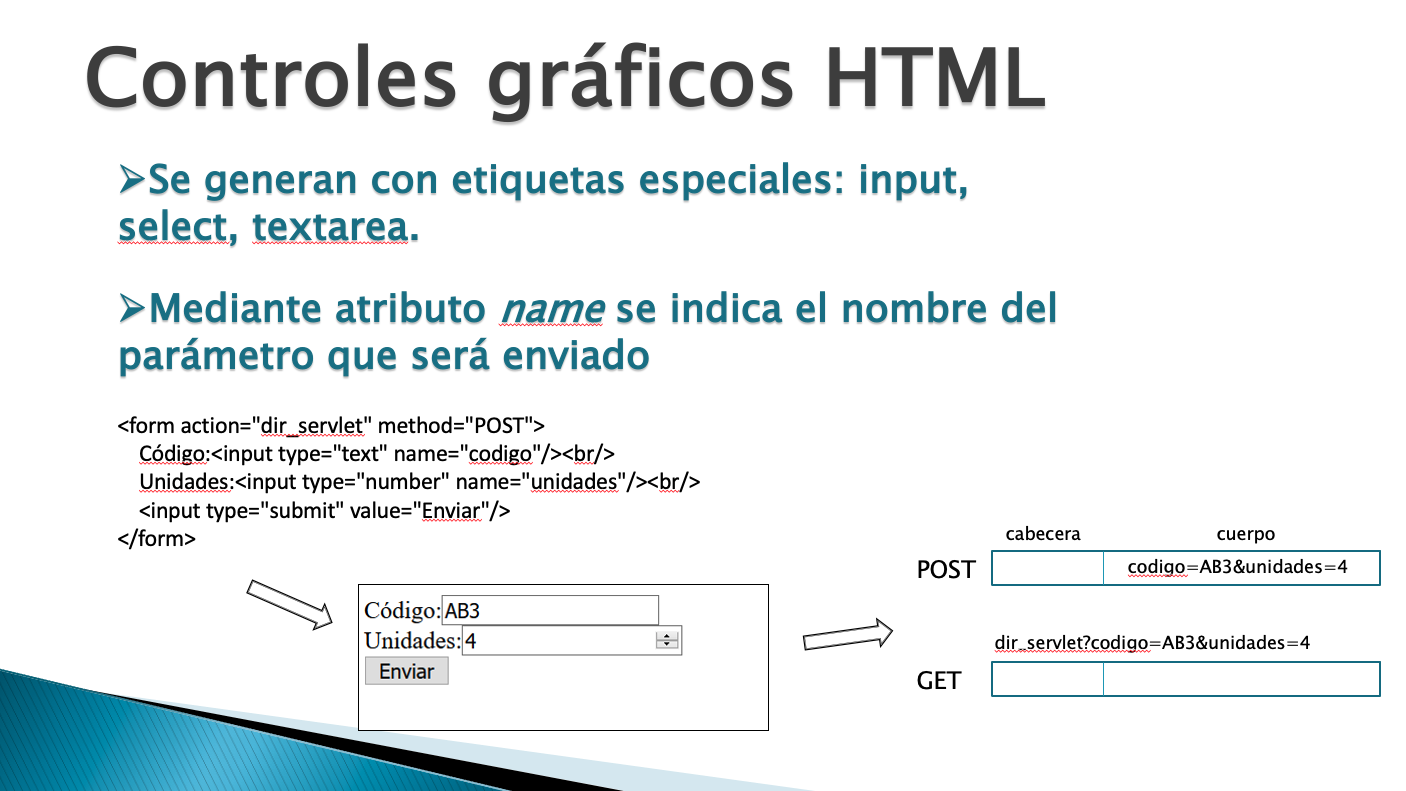 Controles gráficos HTML
➢Se generan con etiquetas especiales: input,
select, textarea.
➢Mediante atributo name se indica el nombre del
parámetro que será enviado
<form action="dir_servlet" method="POST">
Código:<input type="text" name="codigo"/><br/>
Unidades:<input type="number" name="unidades"/><br/>
<input type="submit" value="Enviar"/>
</form>
Código:AB3
Unidades:4
Enviar
cabecera cuerpo
POST codigo=AB3&unidades=4
dir_servlet?codigo=AB3&unidades=4
GET